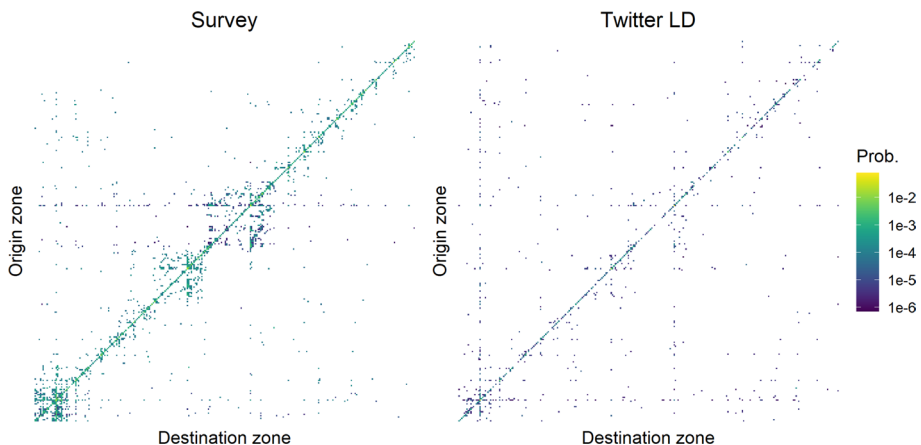 Survey
Twitter LD
Origin zone
Destination zone
Origin zone
Destination zone
Prob.
1e-2
1e-3
1e-4
1e-5
1e-6